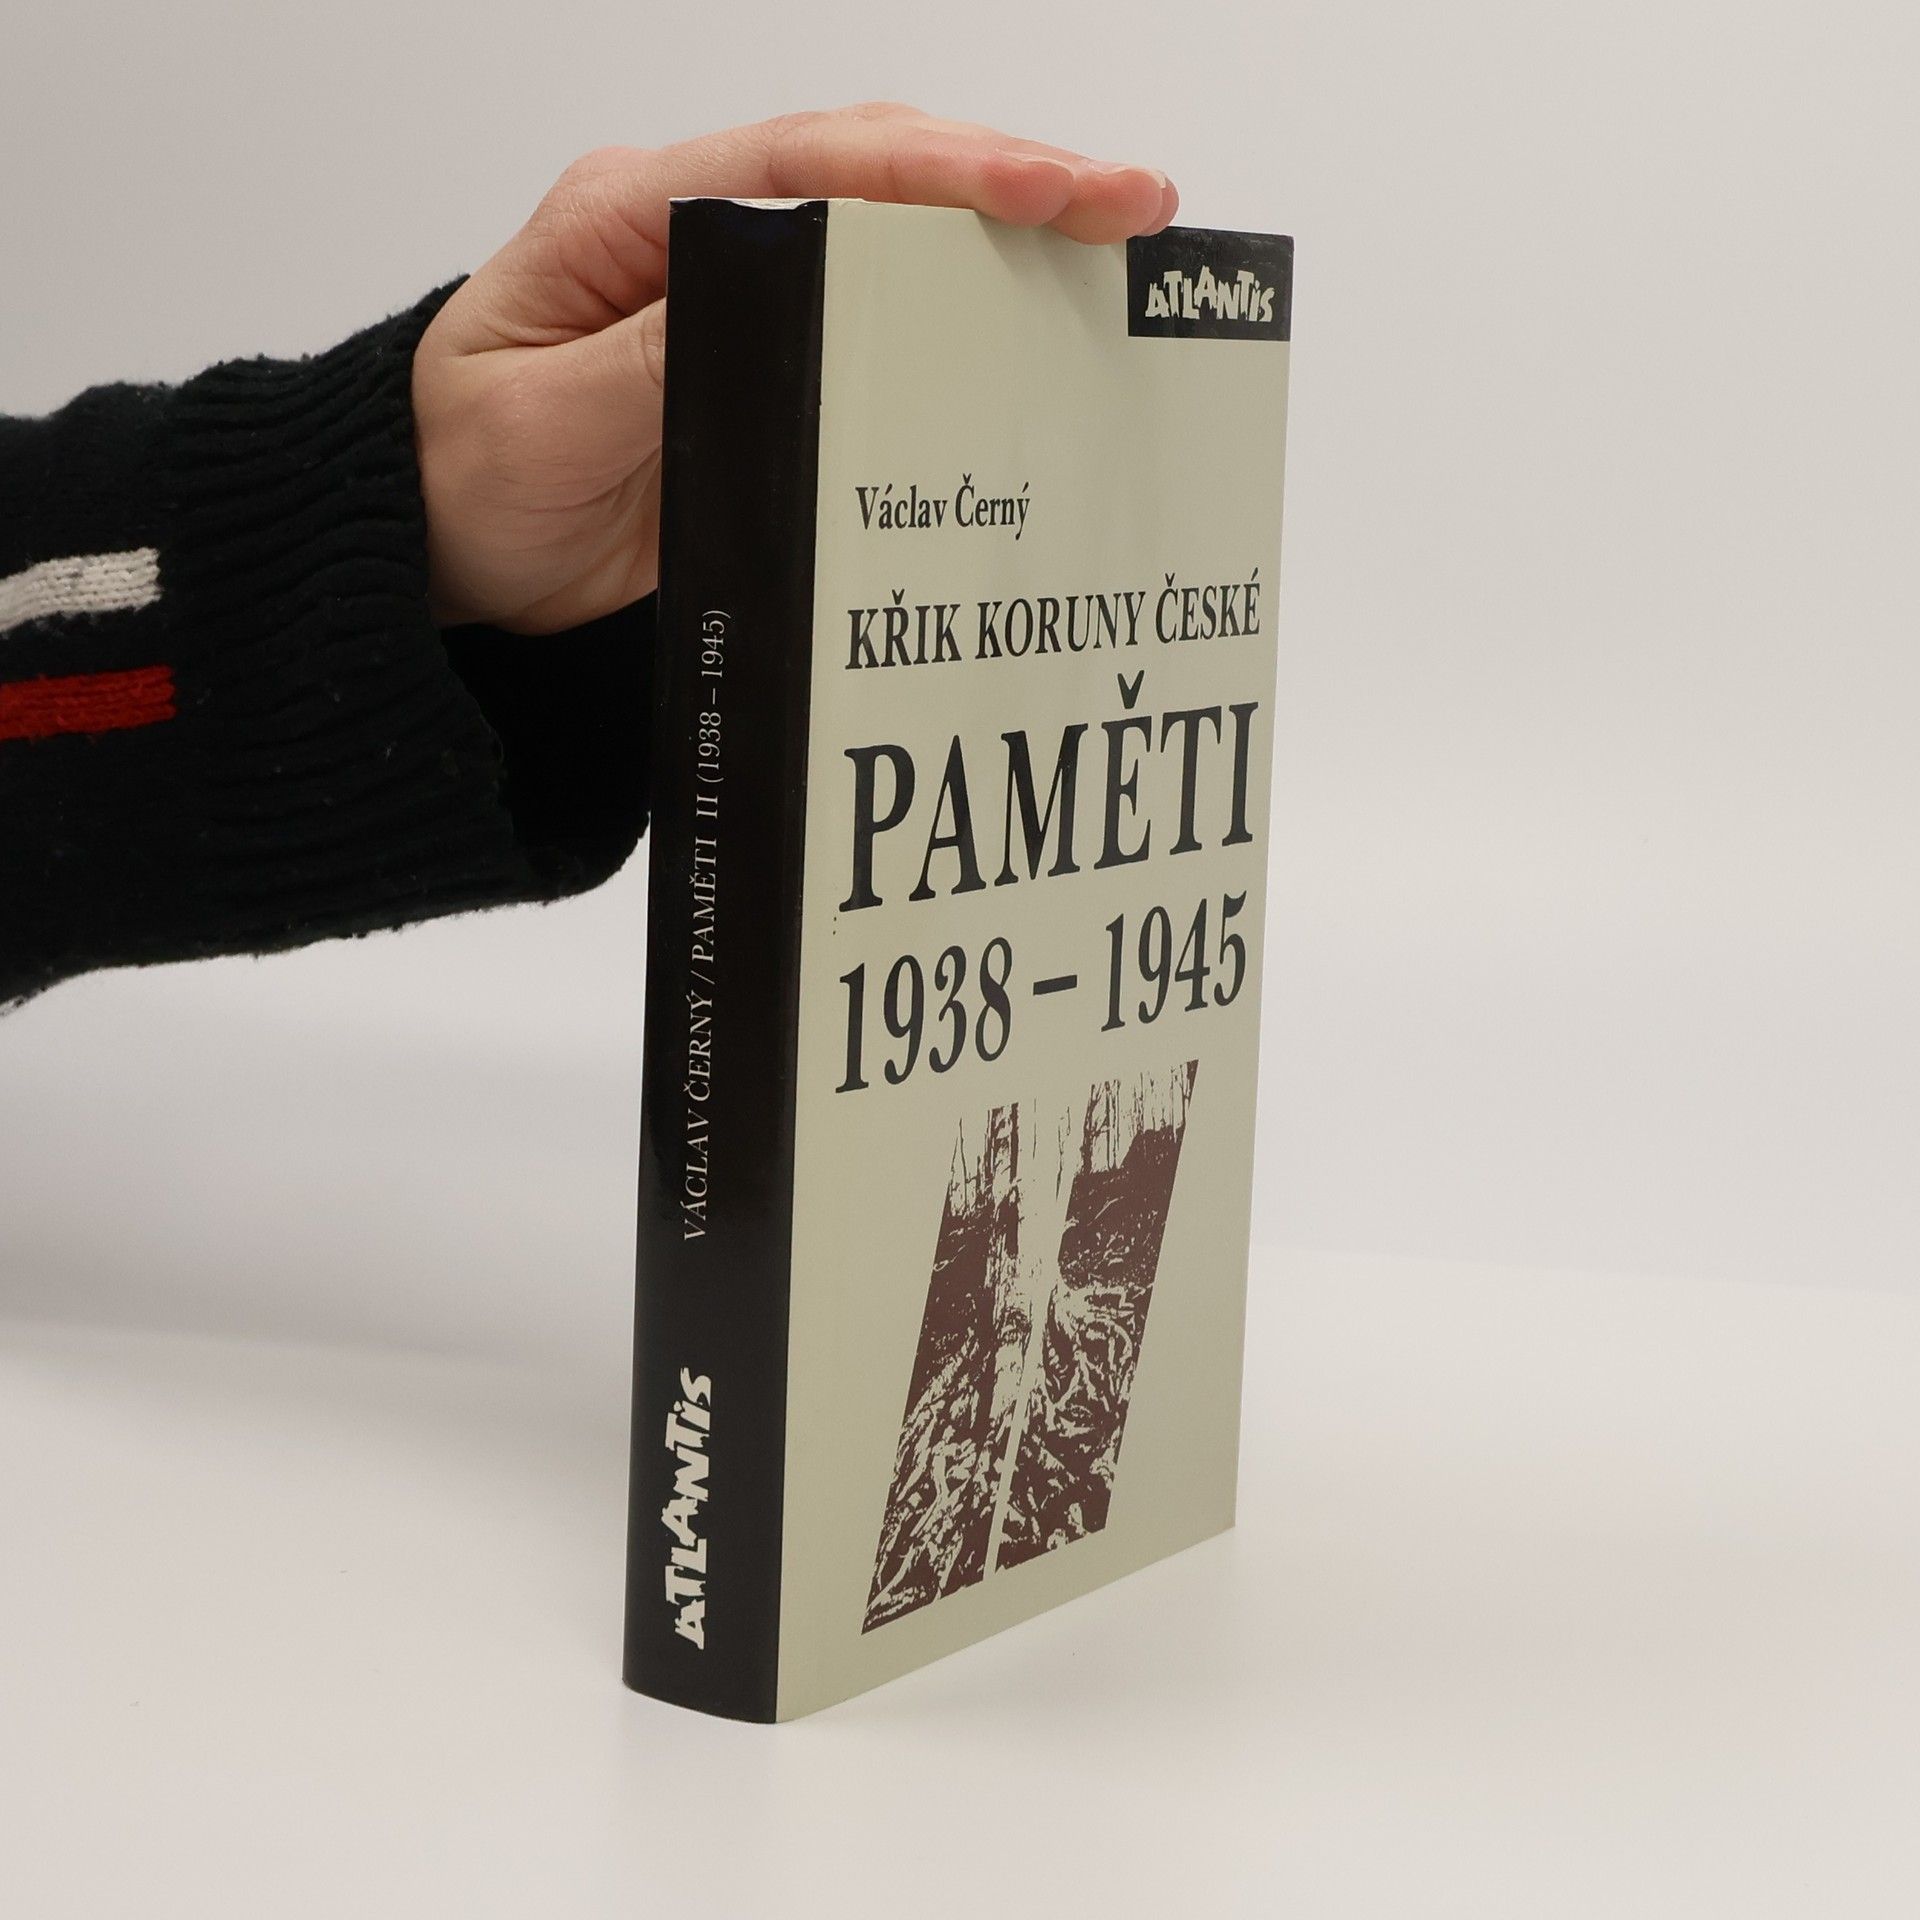 ATLANTIS
Václav Černý
KŘIK KORUNY ČESKÉ
PAMĚTI
1938 – 1945
VÁCLAV ČERNÝ / PAMĚTI II (1938 – 1945)
ATLANTIS